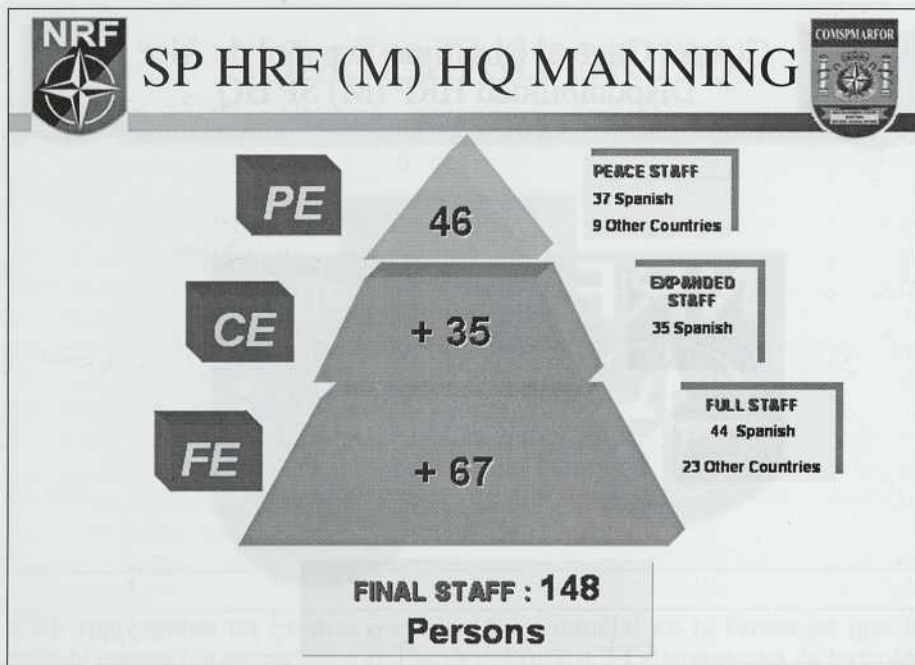 NRF
SP HRF (M) HQ MANNING
COMSPMARFOR
PE
46
PEACE STAFF
37 Spanish
9 Other Countries
CE
+ 35
EXPANDED
STAFF
35 Spanish
FE
+ 67
FULL STAFF
44 Spanish
23 Other Countries
FINAL STAFF : 148
Persons